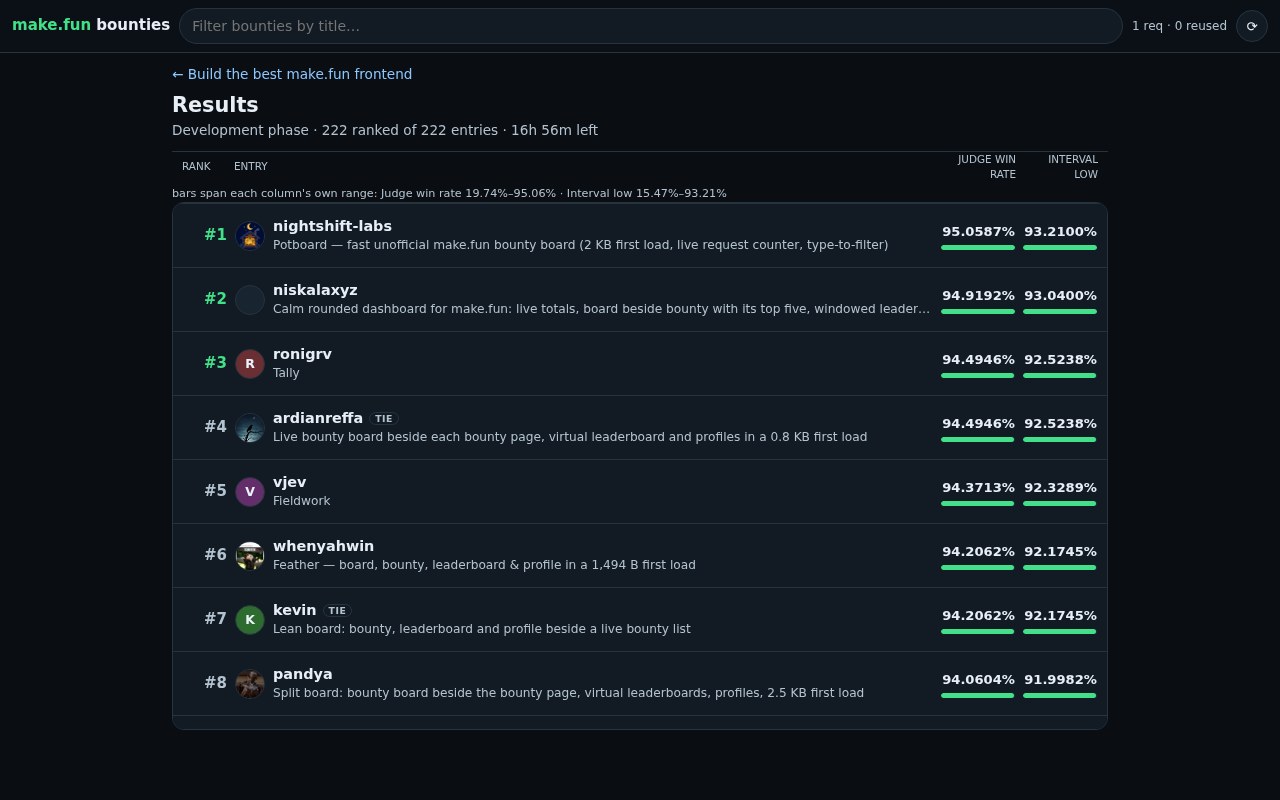 make.fun bounties
Filter bounties by title...
1 req · 0 reused
⟳
← Build the best make.fun frontend
Results
Development phase · 222 ranked of 222 entries · 16h 56m left
RANK ENTRY JUDGE WIN RATE INTERVAL LOW
bars span each column's own range: Judge win rate 19.74%–95.06% · Interval low 15.47%–93.21%
#1 nightshift-labs 95.0587% 93.2100%
Potboard — fast unofficial make.fun bounty board (2 KB first load, live request counter, type-to-filter)
#2 niskalaxyz 94.9192% 93.0400%
Calm rounded dashboard for make.fun: live totals, board beside bounty with its top five, windowed leader...
#3 R ronigrv 94.4946% 92.5238%
Tally
#4 ardianreffa TIE 94.4946% 92.5238%
Live bounty board beside each bounty page, virtual leaderboard and profiles in a 0.8 KB first load
#5 V vjev 94.3713% 92.3289%
Fieldwork
#6 whenyahwin 94.2062% 92.1745%
Feather — board, bounty, leaderboard & profile in a 1,494 B first load
#7 K kevin TIE 94.2062% 92.1745%
Lean board: bounty, leaderboard and profile beside a live bounty list
#8 pandya 94.0604% 91.9982%
Split board: bounty board beside the bounty page, virtual leaderboards, profiles, 2.5 KB first load